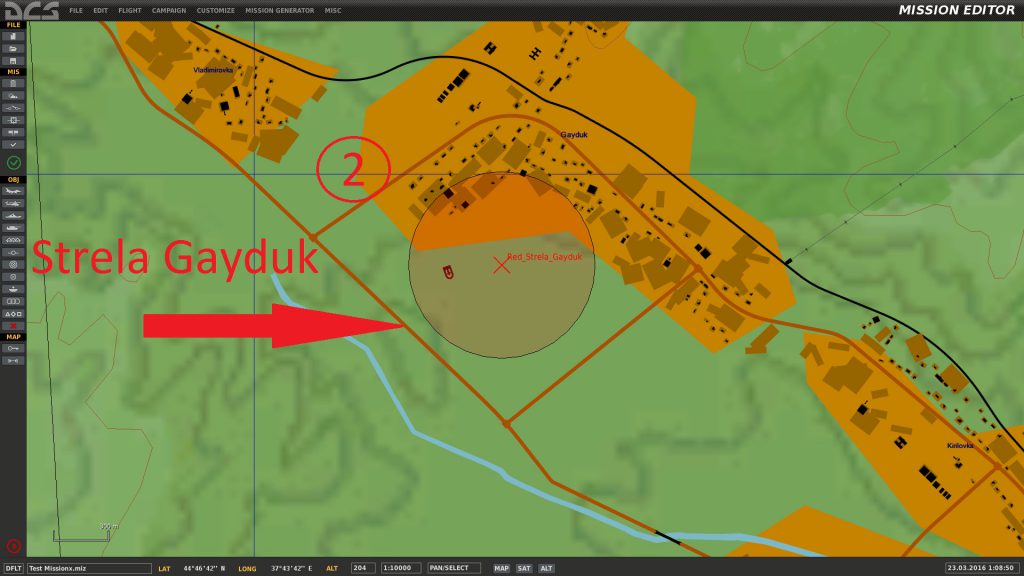 DCS FILE EDIT FLIGHT CAMPAIGN CUSTOMIZE MISSION GENERATOR MISC MISSION EDITOR
FILE
MIS
OBJ
MAP
Vladimirovka
Gayduk
2
Strela Gayduk
Red_Strela_Gayduk
Kirilovka
300 m
DFLT Test Missionx.miz LAT 44°46'42'' N LONG 37°43'42'' E ALT 204 1:10000 PAN/SELECT MAP SAT ALT 23.03.2016 1:08:50